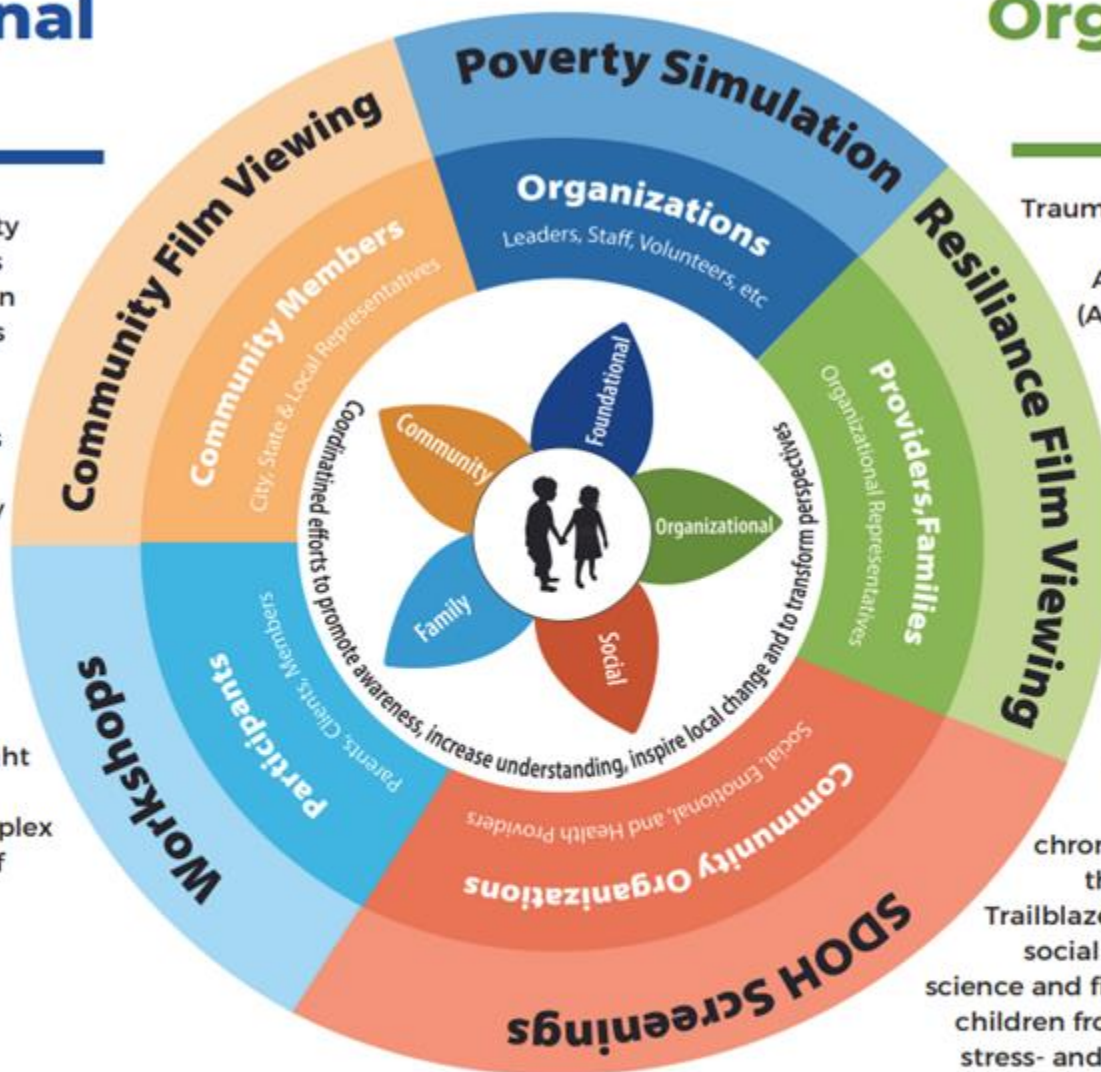 nal
Org
ty
s
n
s
s
y
ht
plex
f
Poverty Simulation
Organizations
Leaders, Staff, Volunteers, etc
Resiliance Film Viewing
Providers,Families
Organizational Representatives
SDOH Screenings
Community Organizations
Social, Emotional, and Health Providers
Workshops
Participants
Parents, Clients, Members
Community Film Viewing
Community Members
City, State & Local Representatives
Coordinatined efforts to promote awareness, increase understanding, inspire local change and to transform perspectives
Foundational
Organizational
Social
Family
Community
Traum
A
(A
chron
th
Trailblaze
social
science and fi
children fro
stress- and